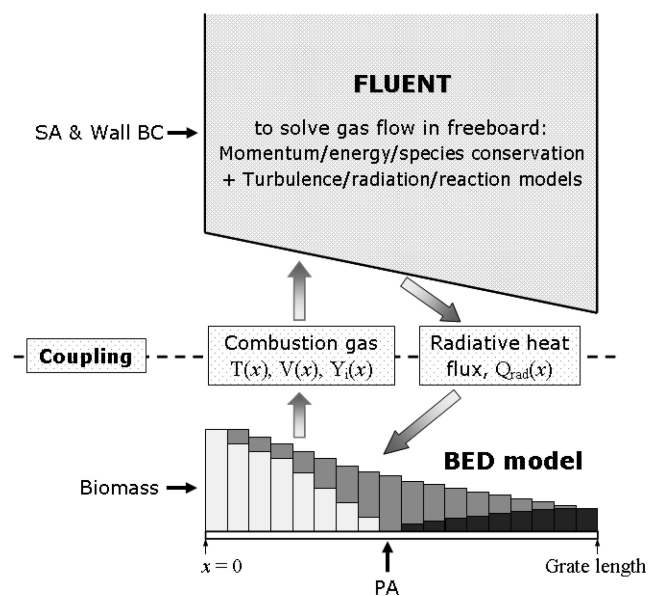 FLUENT
to solve gas flow in freeboard:
Momentum/energy/species conservation
+ Turbulence/radiation/reaction models
SA & Wall BC
Coupling
Combustion gas
T(x), V(x), Yi(x)
Radiative heat
flux, Qrad(x)
BED model
Biomass
x = 0
Grate length
PA